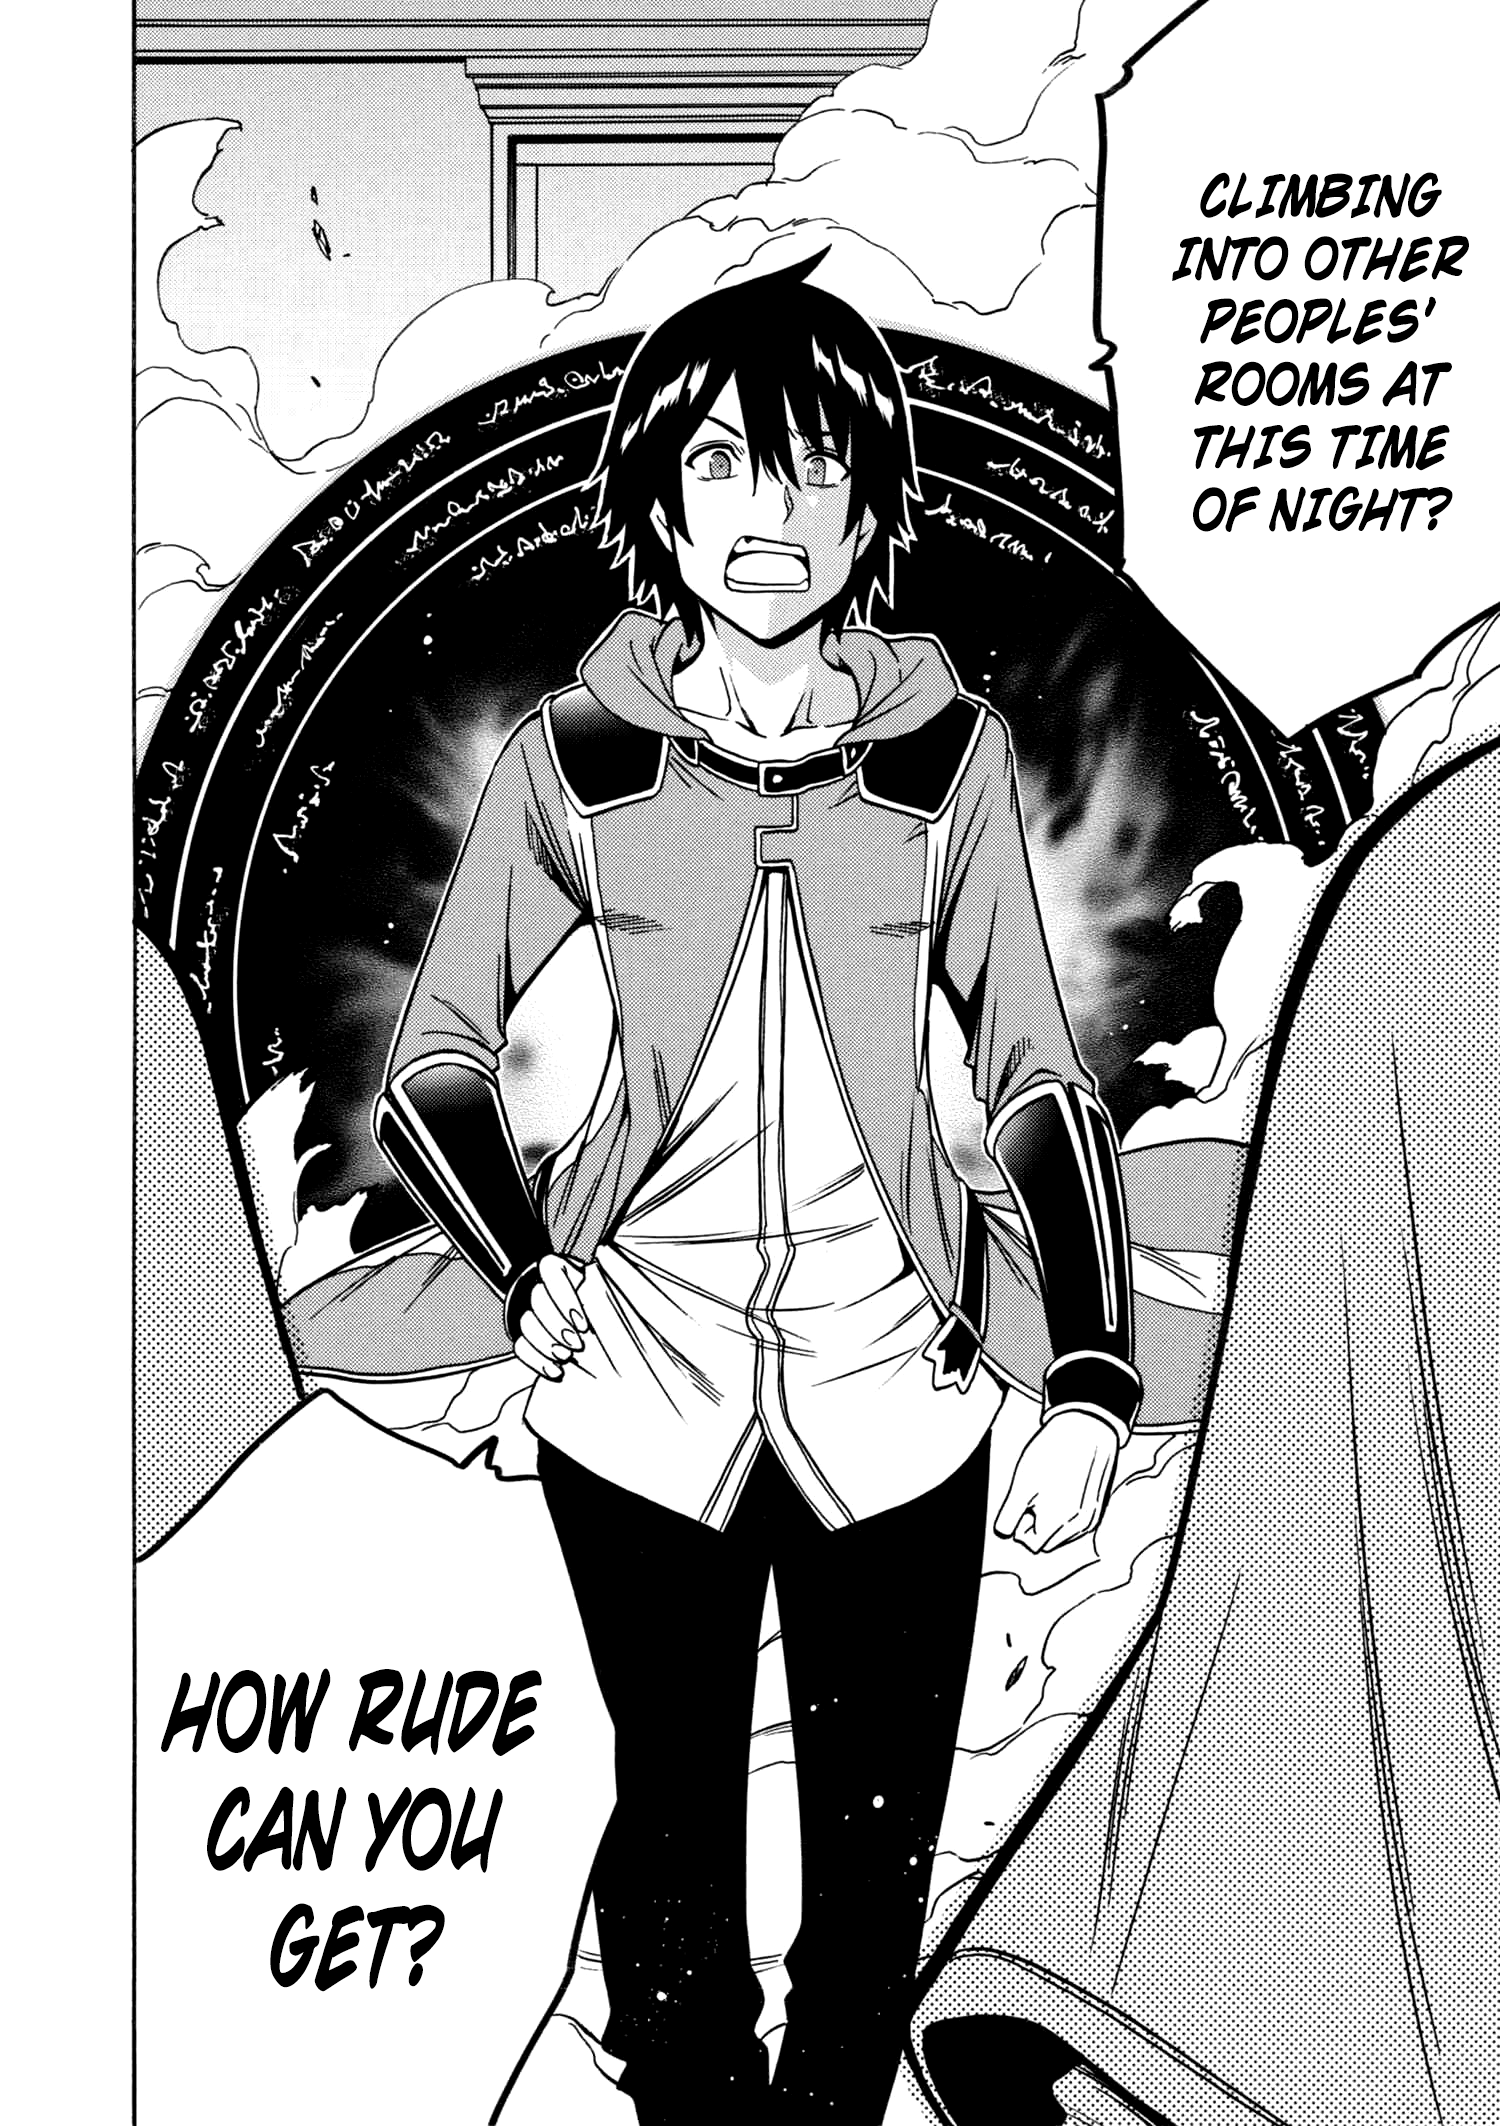 CLIMBING
INTO OTHER
PEOPLES'
ROOMS AT
THIS TIME
OF NIGHT?
HOW RUDE
CAN YOU
GET?